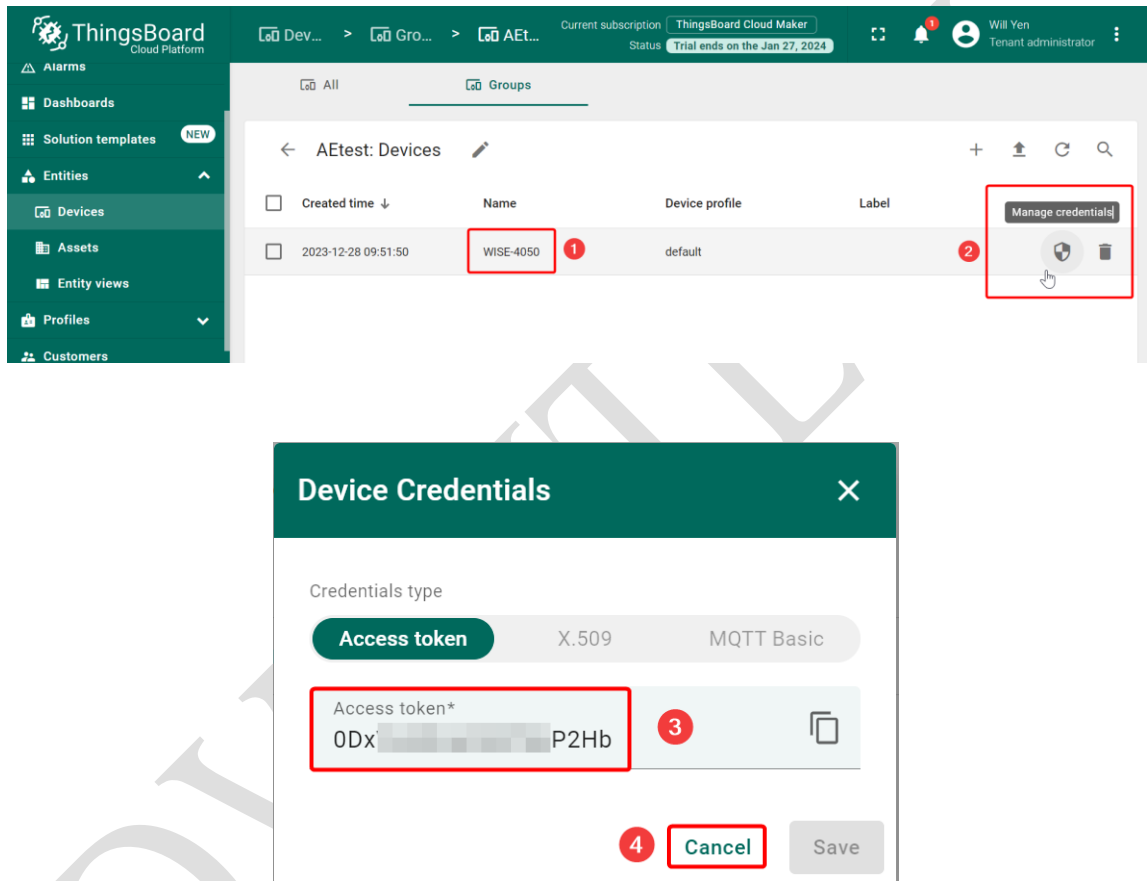 ThingsBoard
Cloud Platform
Dev... > Gro... > AEt...
Current subscription ThingsBoard Cloud Maker
Status Trial ends on the Jan 27, 2024
1
Will Yen
Tenant administrator
Alarms
Dashboards
Solution templates NEW
Entities
Devices
Assets
Entity views
Profiles
Customers
All Groups
AEtest: Devices
Created time Name Device profile Label
Manage credentials
2023-12-28 09:51:50 WISE-4050 1 default 2
Device Credentials
Credentials type
Access token X.509 MQTT Basic
Access token*
0Dx P2Hb 3
4 Cancel Save